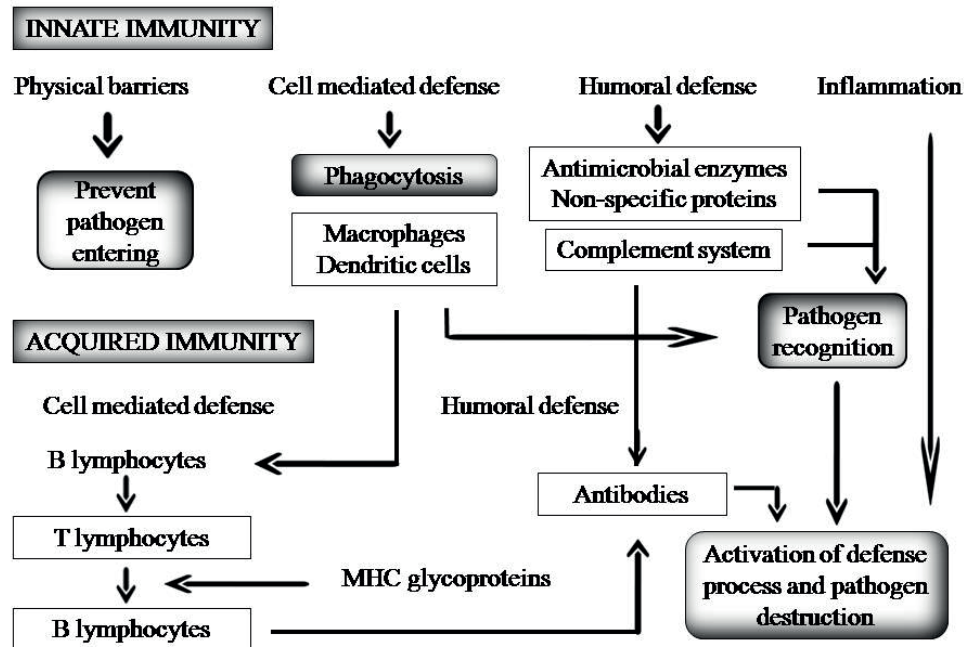 INNATE IMMUNITY
Physical barriers
Cell mediated defense
Humoral defense
Inflammation
Prevent
pathogen
entering
Phagocytosis
Macrophages
Dendritic cells
Antimicrobial enzymes
Non-specific proteins
Complement system
Pathogen
recognition
ACQUIRED IMMUNITY
Cell mediated defense
Humoral defense
B lymphocytes
Antibodies
T lymphocytes
MHC glycoproteins
B lymphocytes
Activation of defense
process and pathogen
destruction